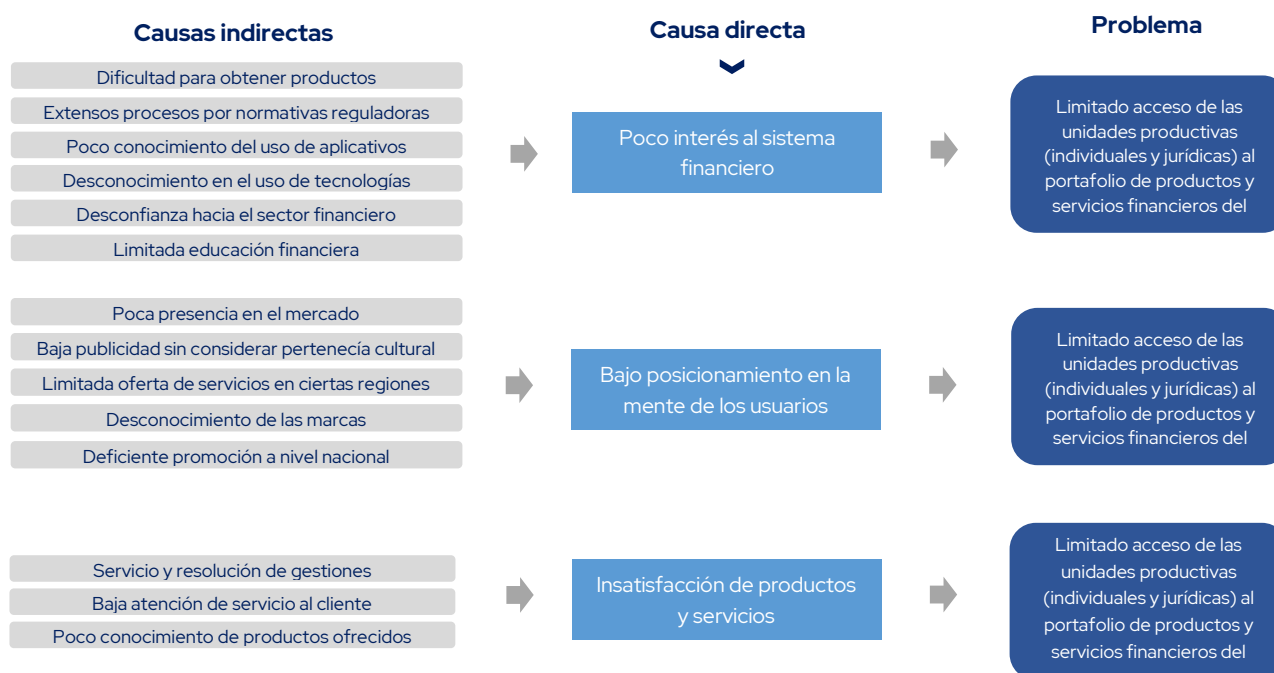 Causas indirectas
Causa directa
Problema
Dificultad para obtener productos
Extensos procesos por normativas reguladoras
Poco conocimiento del uso de aplicativos
Desconocimiento en el uso de tecnologías
Desconfianza hacia el sector financiero
Limitada educación financiera
Poco interés al sistema
financiero
Limitado acceso de las
unidades productivas
(individuales y jurídicas) al
portafolio de productos y
servicios financieros del
Poca presencia en el mercado
Baja publicidad sin considerar pertenecía cultural
Limitada oferta de servicios en ciertas regiones
Desconocimiento de las marcas
Deficiente promoción a nivel nacional
Bajo posicionamiento en la
mente de los usuarios
Limitado acceso de las
unidades productivas
(individuales y jurídicas) al
portafolio de productos y
servicios financieros del
Servicio y resolución de gestiones
Baja atención de servicio al cliente
Poco conocimiento de productos ofrecidos
Insatisfacción de productos
y servicios
Limitado acceso de las
unidades productivas
(individuales y jurídicas) al
portafolio de productos y
servicios financieros del